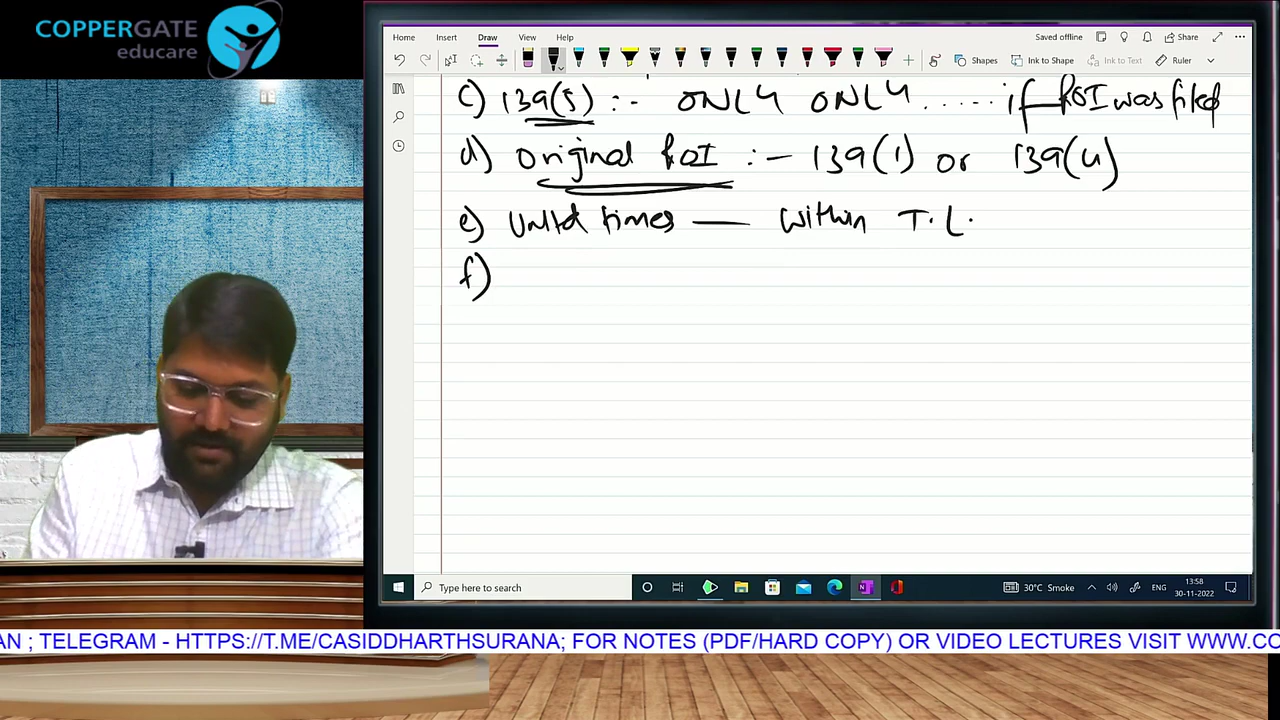 COPPERGATE
educare
Home Insert Draw View Help
Saved offline
Share
Shapes
Ink to Shape
Ink to Text
Ruler
c) 139(5) :- ONLY ONLY ..... if ROI was filed
d) Original ROI :- 139(1) or 139(4)
e) Unltd times — Within T.L.
f)
Type here to search
30°C Smoke
ENG
13:58
30-11-2022
AN ; TELEGRAM - HTTPS://T.ME/CASIDDHARTHSURANA; FOR NOTES (PDF/HARD COPY) OR VIDEO LECTURES VISIT WWW.CO